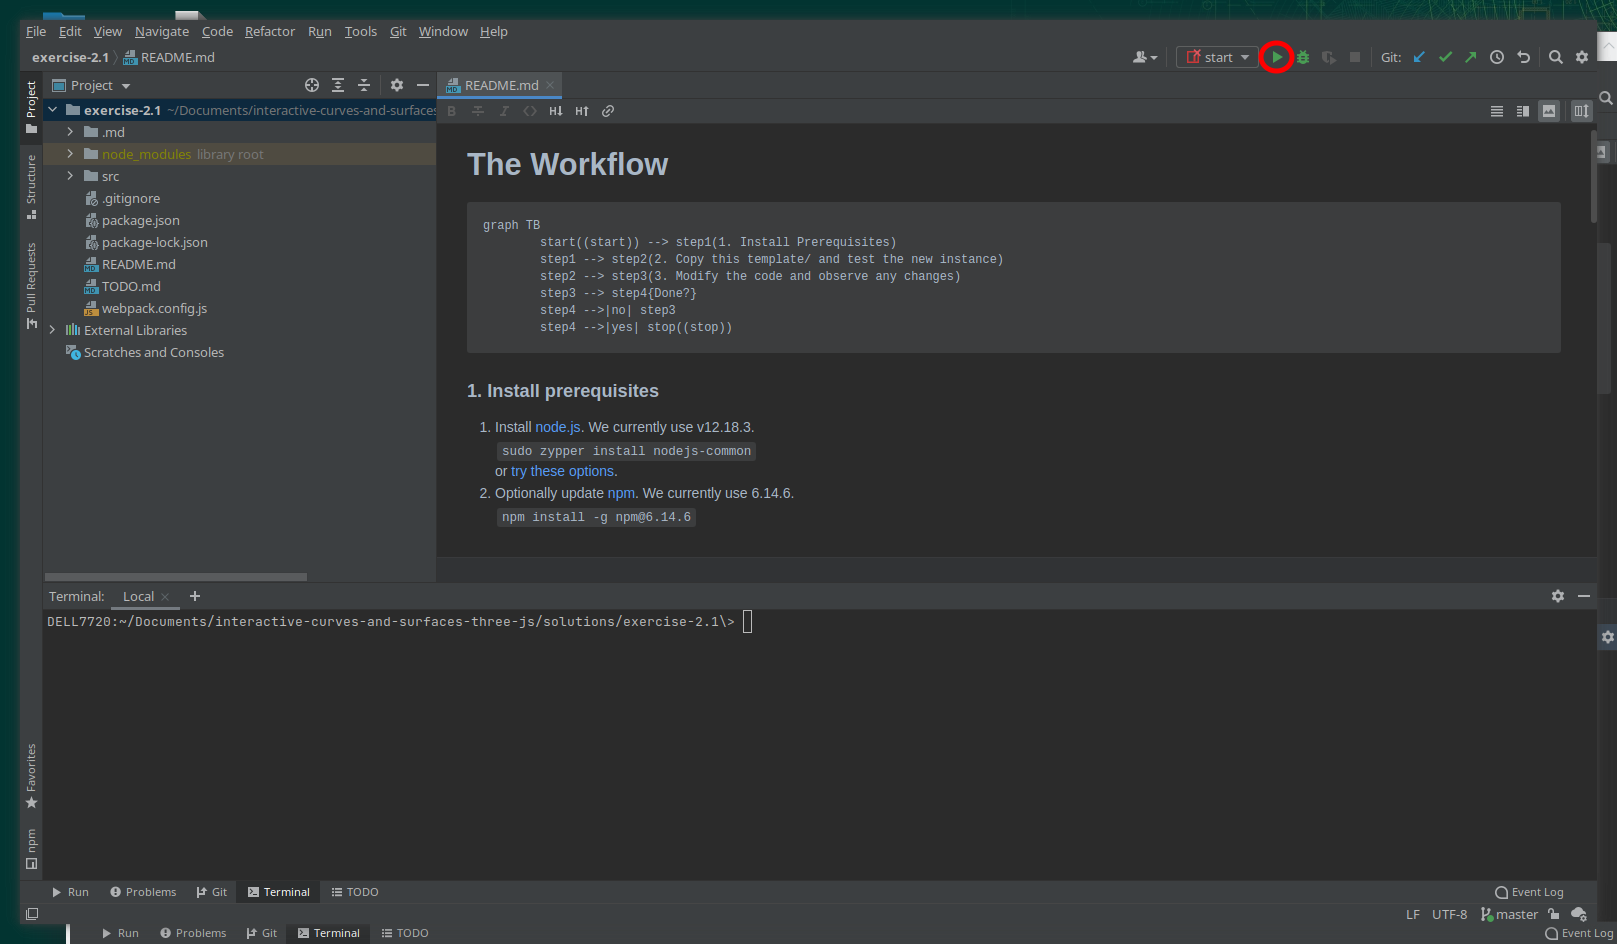 File Edit View Navigate Code Refactor Run Tools Git Window Help
exercise-2.1 README.md start Git:
Project README.md
Project
Structure
Pull Requests
Favorites
npm
exercise-2.1 ~/Documents/interactive-curves-and-surfaces
.md
node_modules library root
src
.gitignore
package.json
package-lock.json
README.md
TODO.md
webpack.config.js
External Libraries
Scratches and Consoles
The Workflow
graph TB
start((start)) --> step1(1. Install Prerequisites)
step1 --> step2(2. Copy this template/ and test the new instance)
step2 --> step3(3. Modify the code and observe any changes)
step3 --> step4{Done?}
step4 -->|no| step3
step4 -->|yes| stop((stop))
1. Install prerequisites
1. Install node.js. We currently use v12.18.3.
sudo zypper install nodejs-common
or try these options.
2. Optionally update npm. We currently use 6.14.6.
npm install -g npm@6.14.6
Terminal: Local
DELL7720:~/Documents/interactive-curves-and-surfaces-three-js/solutions/exercise-2.1\>
Run Problems Git Terminal TODO Event Log
LF UTF-8 master
Run Problems Git Terminal TODO Event Log